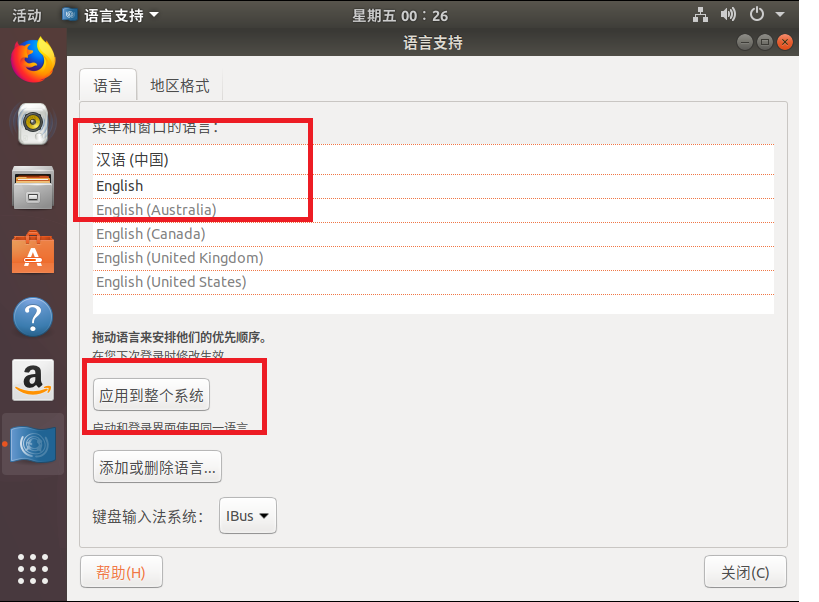 活动 语言支持 星期五 00：26
语言支持
语言 地区格式
菜单和窗口的语言：
汉语 (中国)
English
English (Australia)
English (Canada)
English (United Kingdom)
English (United States)
拖动语言来安排他们的优先顺序。
在您下次登录时修改生效
应用到整个系统
启动和登录界面使用同一语言
添加或删除语言...
键盘输入法系统： IBus
帮助(H) 关闭(C)